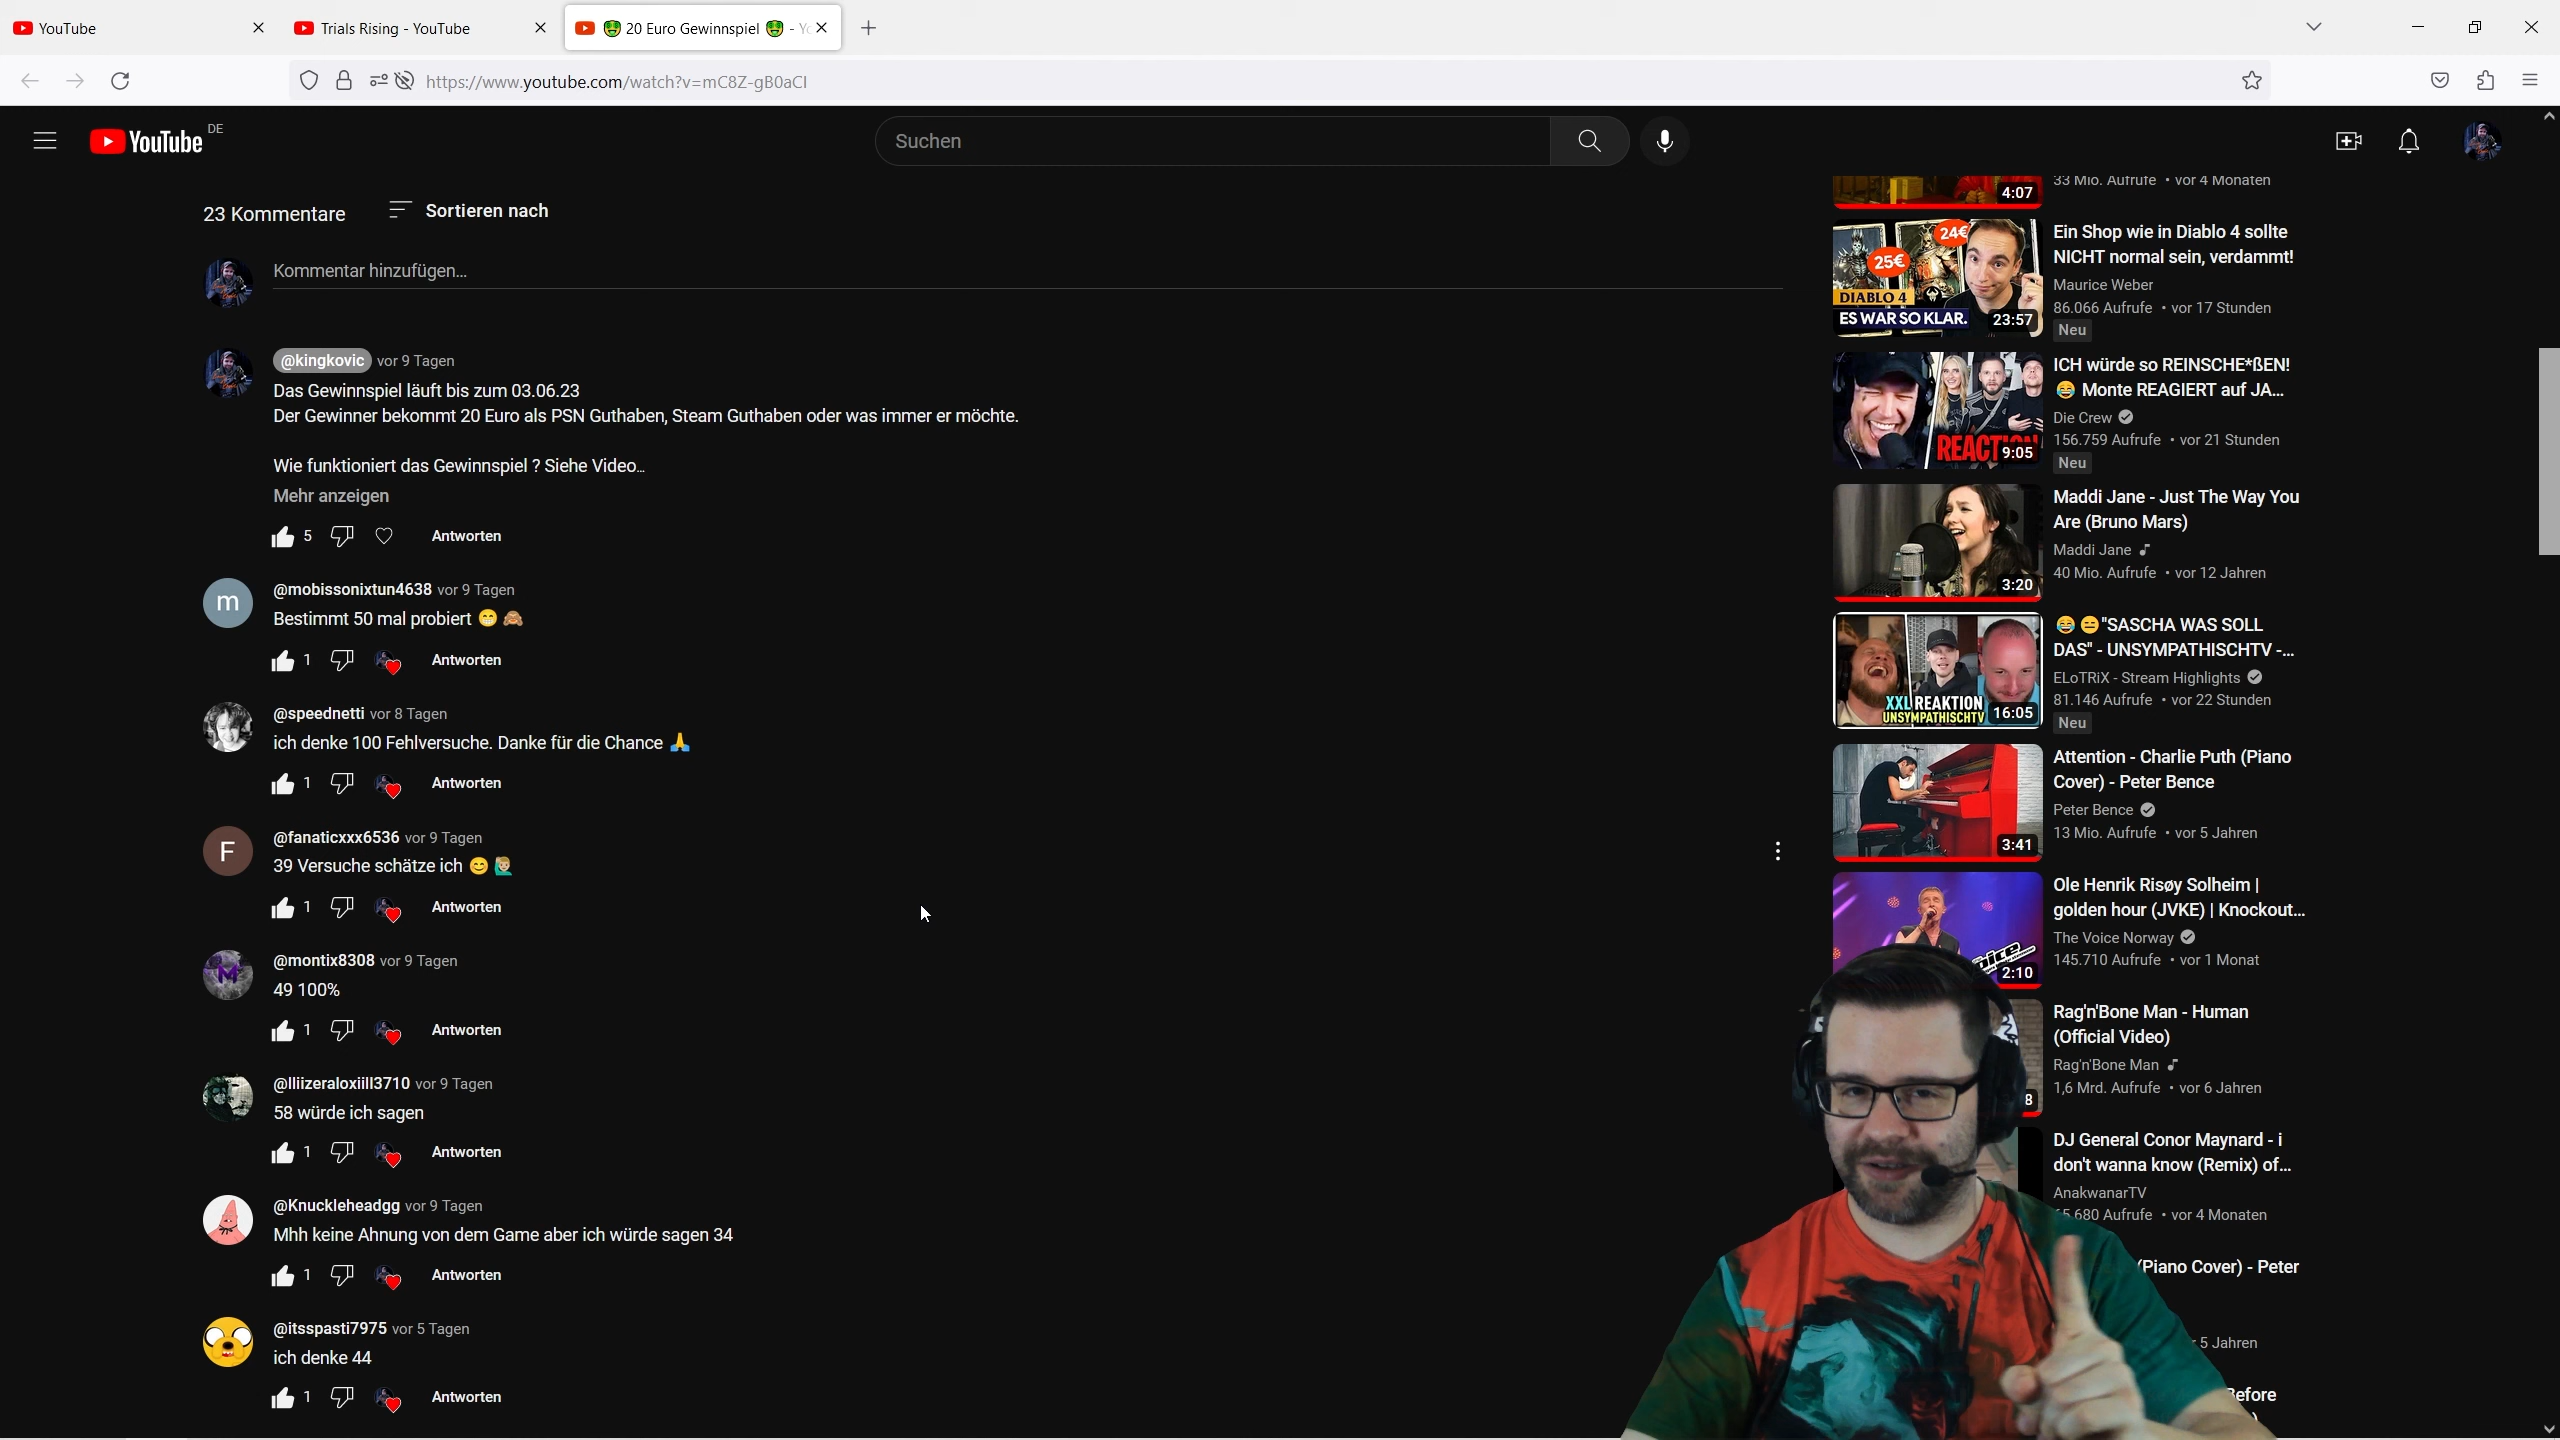 YouTube
Trials Rising - YouTube
20 Euro Gewinnspiel
https://www.youtube.com/watch?v=mC8Z-gB0aCI
YouTube DE
Suchen
23 Kommentare
Sortieren nach
Kommentar hinzufügen...
@kingkovic vor 9 Tagen
Das Gewinnspiel läuft bis zum 03.06.23
Der Gewinner bekommt 20 Euro als PSN Guthaben, Steam Guthaben oder was immer er möchte.
Wie funktioniert das Gewinnspiel ? Siehe Video...
Mehr anzeigen
5 Antworten
m
@mobissonixtun4638 vor 9 Tagen
Bestimmt 50 mal probiert 😁 🙈
1 Antworten
@speednetti vor 8 Tagen
ich denke 100 Fehlversuche. Danke für die Chance 🙏
1 Antworten
F
@fanaticxxx6536 vor 9 Tagen
39 Versuche schätze ich 😊 🙋🏼‍♂️
1 Antworten
@montix8308 vor 9 Tagen
49 100%
1 Antworten
@lliizeraloxiill3710 vor 9 Tagen
58 würde ich sagen
1 Antworten
@Knuckleheadgg vor 9 Tagen
Mhh keine Ahnung von dem Game aber ich würde sagen 34
1 Antworten
@itsspasti7975 vor 5 Tagen
ich denke 44
1 Antworten
4:07
33 Mio. Aufrufe • vor 4 Monaten
24€
25€
DIABLO 4
ES WAR SO KLAR.
23:57
Ein Shop wie in Diablo 4 sollte
NICHT normal sein, verdammt!
Maurice Weber
86.066 Aufrufe • vor 17 Stunden
Neu
REACTION
9:05
ICH würde so REINSCHE*ßEN!
😂 Monte REAGIERT auf JA...
Die Crew
156.759 Aufrufe • vor 21 Stunden
Neu
3:20
Maddi Jane - Just The Way You
Are (Bruno Mars)
Maddi Jane
40 Mio. Aufrufe • vor 12 Jahren
XXL REAKTION
UNSYMPATHISCHTV
16:05
😂 😑"SASCHA WAS SOLL
DAS" - UNSYMPATHISCHTV -...
ELoTRiX - Stream Highlights
81.146 Aufrufe • vor 22 Stunden
Neu
3:41
Attention - Charlie Puth (Piano
Cover) - Peter Bence
Peter Bence
13 Mio. Aufrufe • vor 5 Jahren
2:10
Ole Henrik Risøy Solheim |
golden hour (JVKE) | Knockout...
The Voice Norway
145.710 Aufrufe • vor 1 Monat
8
Rag'n'Bone Man - Human
(Official Video)
Rag'n'Bone Man
1,6 Mrd. Aufrufe • vor 6 Jahren
DJ General Conor Maynard - i
don't wanna know (Remix) of...
AnakwanarTV
680 Aufrufe • vor 4 Monaten
(Piano Cover) - Peter
5 Jahren
Before